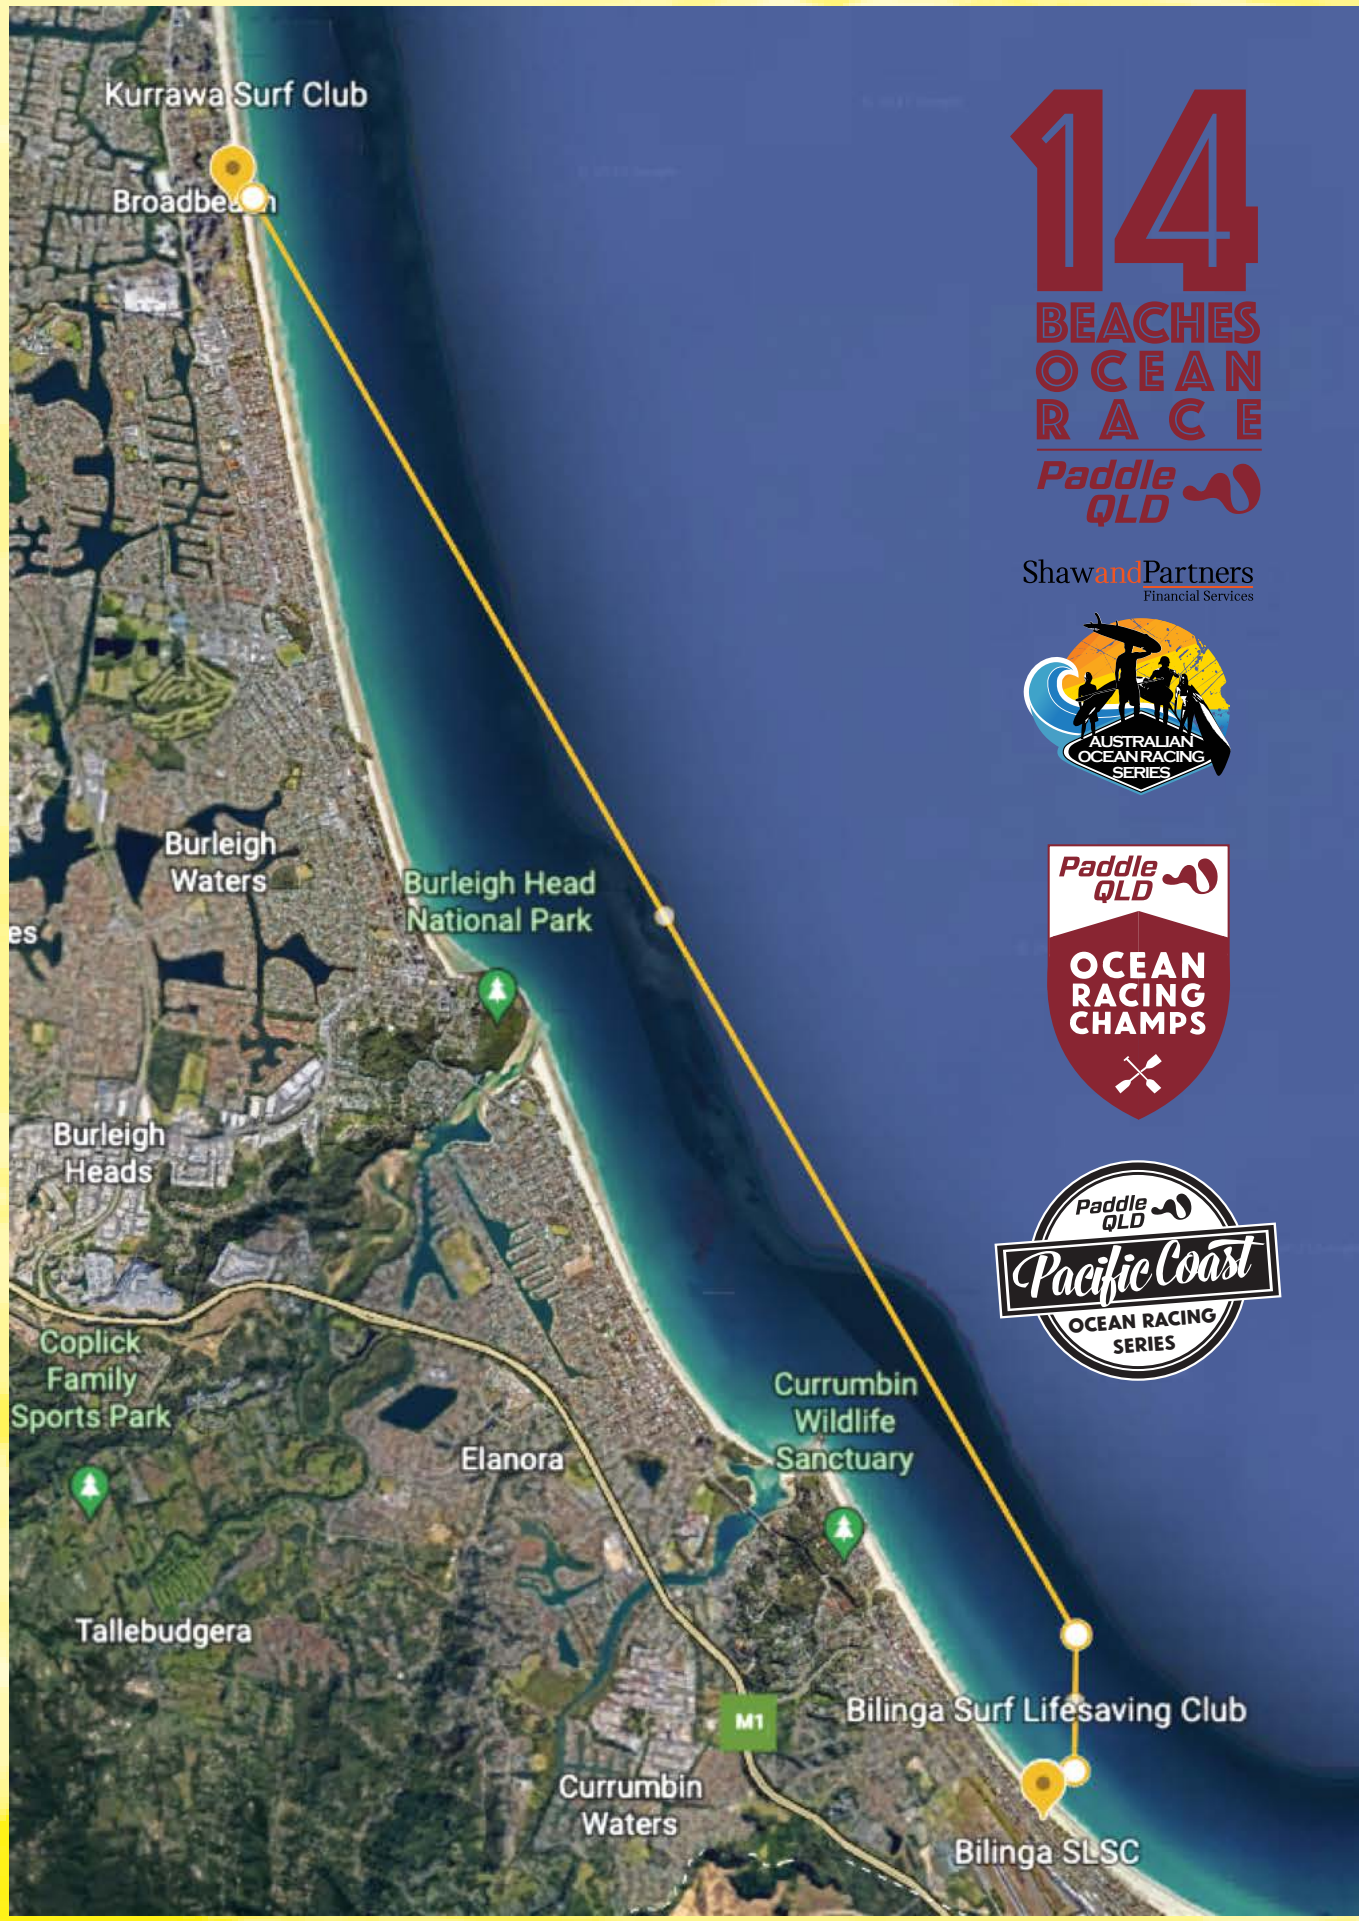 Kurrawa Surf Club
Broadbeach
14
BEACHES
OCEAN
RACE
Paddle
QLD
ShawandPartners
Financial Services
AUSTRALIAN
OCEAN RACING
SERIES
Burleigh
Waters
Burleigh Head
National Park
es
Paddle
QLD
OCEAN
RACING
CHAMPS
Burleigh
Heads
Paddle
QLD
Pacific Coast
OCEAN RACING
SERIES
Coplick
Family
Sports Park
Currumbin
Wildlife
Sanctuary
Elanora
Tallebudgera
M1
Bilinga Surf Lifesaving Club
Currumbin
Waters
Bilinga SLSC